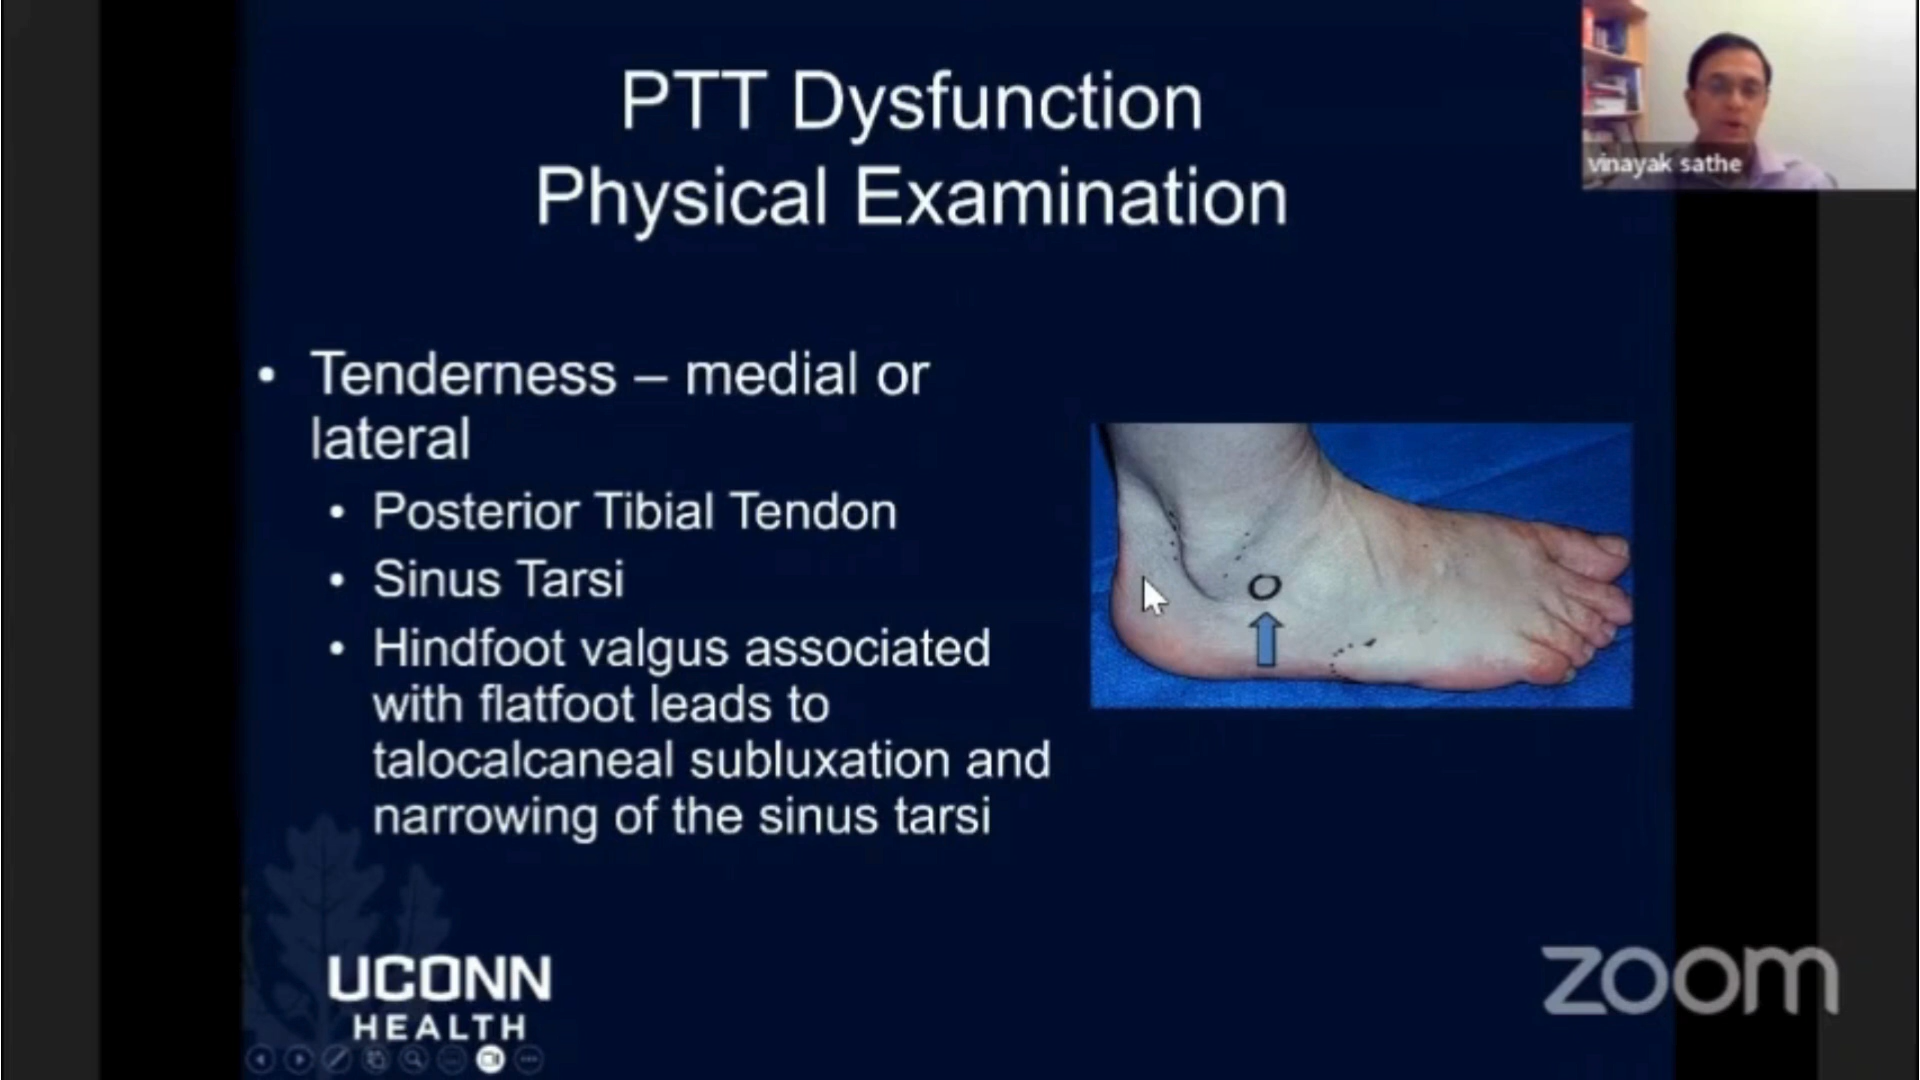 PTT Dysfunction
Physical Examination
vinayak sathe
• Tenderness – medial or
lateral
• Posterior Tibial Tendon
• Sinus Tarsi
• Hindfoot valgus associated
with flatfoot leads to
talocalcaneal subluxation and
narrowing of the sinus tarsi
UCONN
HEALTH
zoom